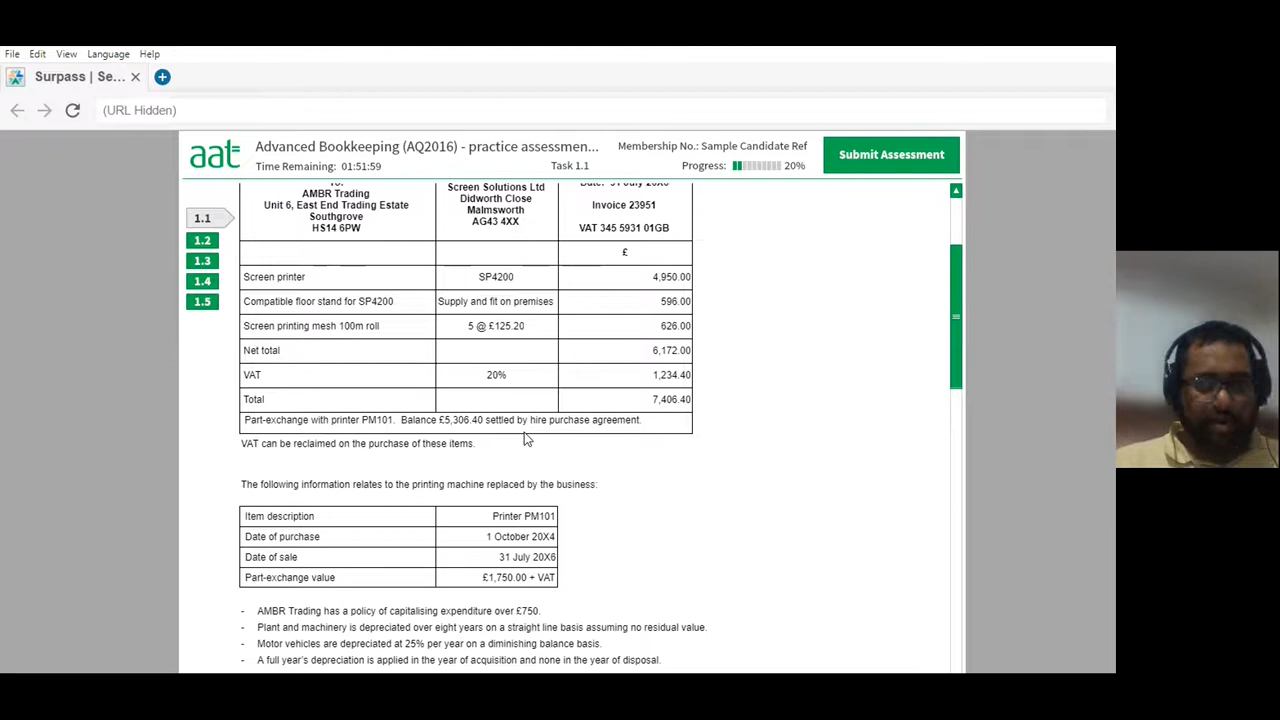 File Edit View Language Help
Surpass | Se...
(URL Hidden)
aat Advanced Bookkeeping (AQ2016) - practice assessmen... Membership No.: Sample Candidate Ref Submit Assessment
Time Remaining: 01:51:59 Task 1.1 Progress: 20%
1.1
1.2
1.3
1.4
1.5
AMBR Trading
Unit 6, East End Trading Estate
Southgrove
HS14 6PW
Screen Solutions Ltd
Didworth Close
Malmsworth
AG43 4XX
Invoice 23951
VAT 345 5931 01GB
£
Screen printer SP4200 4,950.00
Compatible floor stand for SP4200 Supply and fit on premises 596.00
Screen printing mesh 100m roll 5 @ £125.20 626.00
Net total 6,172.00
VAT 20% 1,234.40
Total 7,406.40
Part-exchange with printer PM101. Balance £5,306.40 settled by hire purchase agreement.
VAT can be reclaimed on the purchase of these items.
The following information relates to the printing machine replaced by the business:
Item description Printer PM101
Date of purchase 1 October 20X4
Date of sale 31 July 20X6
Part-exchange value £1,750.00 + VAT
- AMBR Trading has a policy of capitalising expenditure over £750.
- Plant and machinery is depreciated over eight years on a straight line basis assuming no residual value.
- Motor vehicles are depreciated at 25% per year on a diminishing balance basis.
- A full year's depreciation is applied in the year of acquisition and none in the year of disposal.